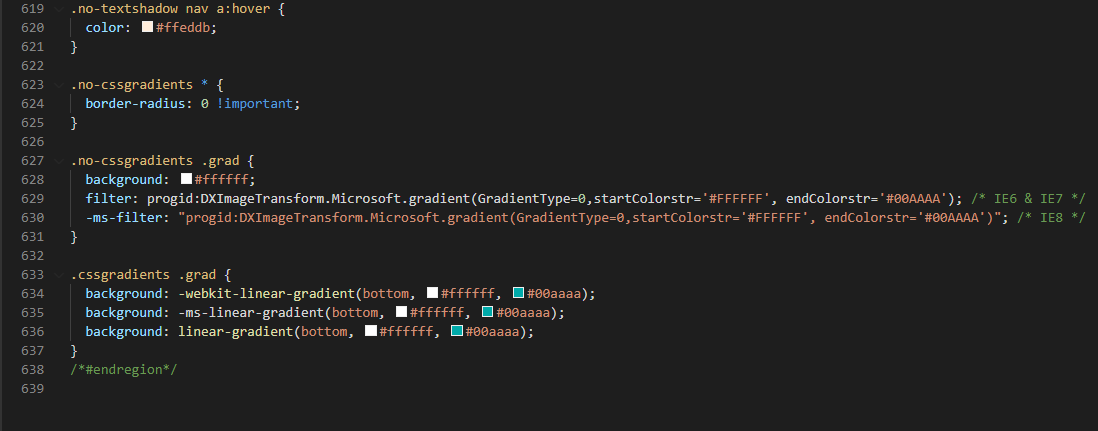 619 .no-textshadow nav a:hover {
620 color: #ffeddb;
621 }
622
623 .no-cssgradients * {
624 border-radius: 0 !important;
625 }
626
627 .no-cssgradients .grad {
628 background: #ffffff;
629 filter: progid:DXImageTransform.Microsoft.gradient(GradientType=0,startColorstr='#FFFFFF', endColorstr='#00AAAA'); /* IE6 & IE7 */
630 -ms-filter: "progid:DXImageTransform.Microsoft.gradient(GradientType=0,startColorstr='#FFFFFF', endColorstr='#00AAAA')"; /* IE8 */
631 }
632
633 .cssgradients .grad {
634 background: -webkit-linear-gradient(bottom, #ffffff, #00aaaa);
635 background: -ms-linear-gradient(bottom, #ffffff, #00aaaa);
636 background: linear-gradient(bottom, #ffffff, #00aaaa);
637 }
638 /*#endregion*/
639